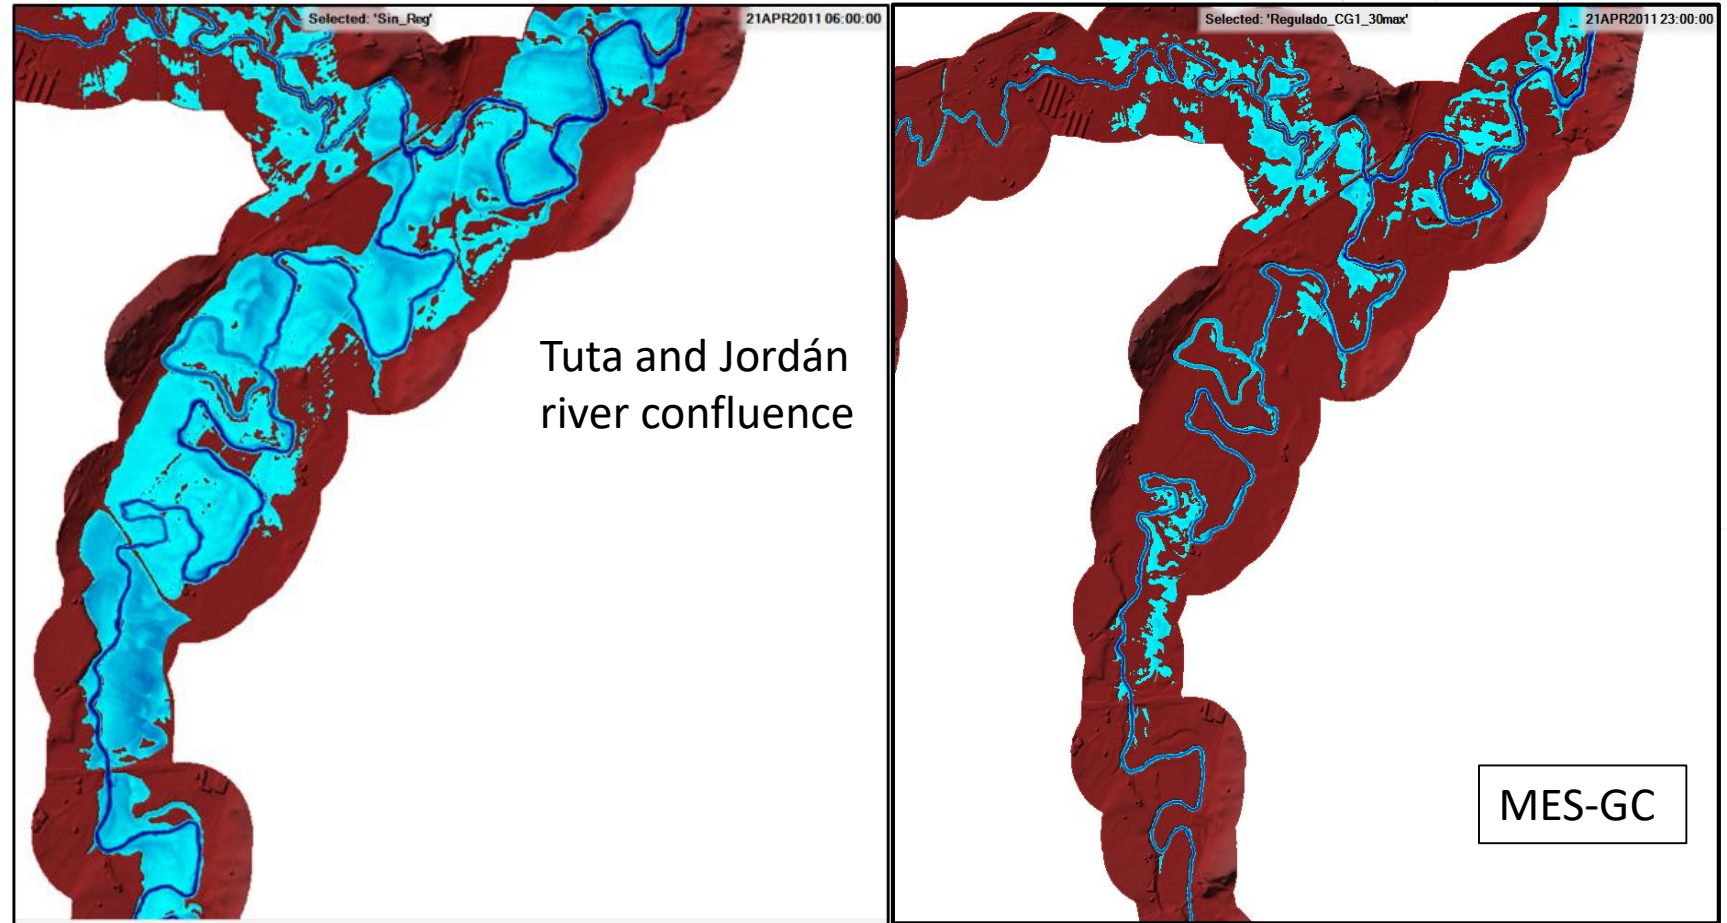 Selected: 'Sin_Reg'
21APR2011 06:00:00
Selected: 'Regulado_CG1_30max'
21APR2011 23:00:00
Tuta and Jordán
river confluence
MES-GC